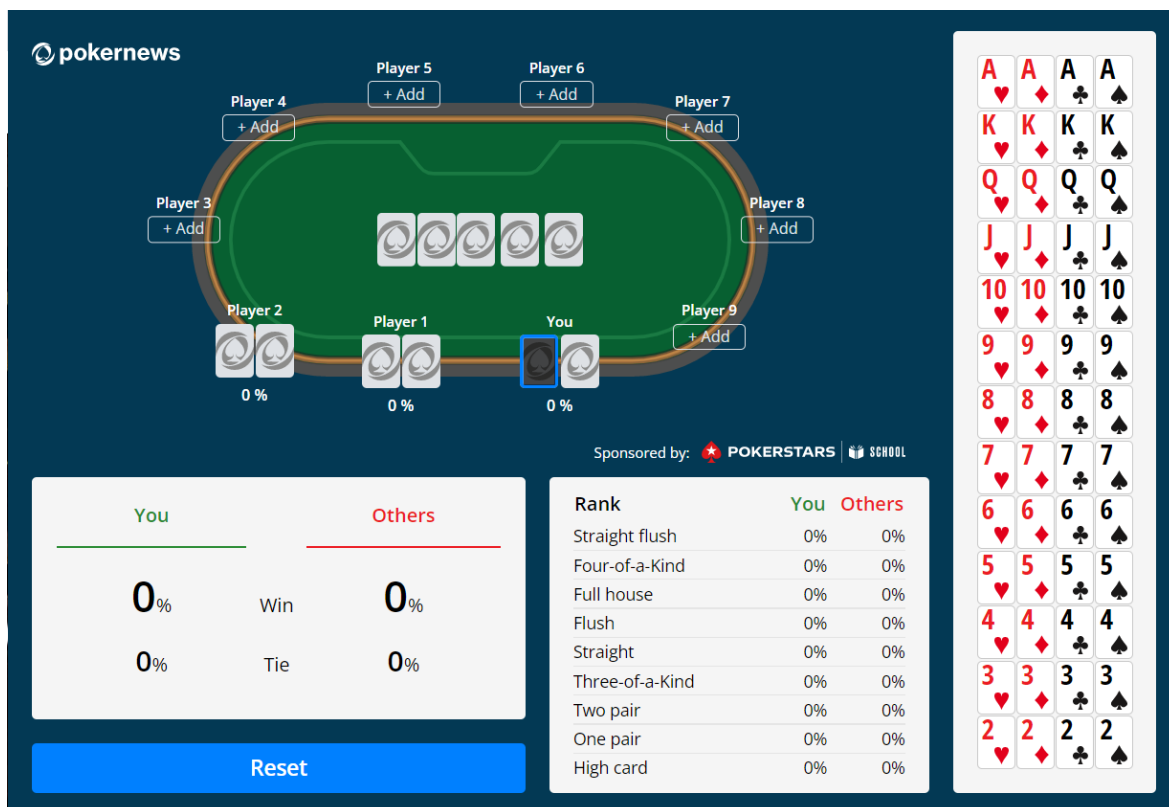 pokernews
Player 5
+ Add
Player 6
+ Add
Player 4
+ Add
Player 7
+ Add
Player 3
+ Add
Player 8
+ Add
Player 2
0 %
Player 1
0 %
You
0 %
Player 9
+ Add
Sponsored by: POKERSTARS SCHOOL
You Others
0% Win 0%
0% Tie 0%
Reset
Rank You Others
Straight flush 0% 0%
Four-of-a-Kind 0% 0%
Full house 0% 0%
Flush 0% 0%
Straight 0% 0%
Three-of-a-Kind 0% 0%
Two pair 0% 0%
One pair 0% 0%
High card 0% 0%
A A A A
K K K K
Q Q Q Q
J J J J
10 10 10 10
9 9 9 9
8 8 8 8
7 7 7 7
6 6 6 6
5 5 5 5
4 4 4 4
3 3 3 3
2 2 2 2